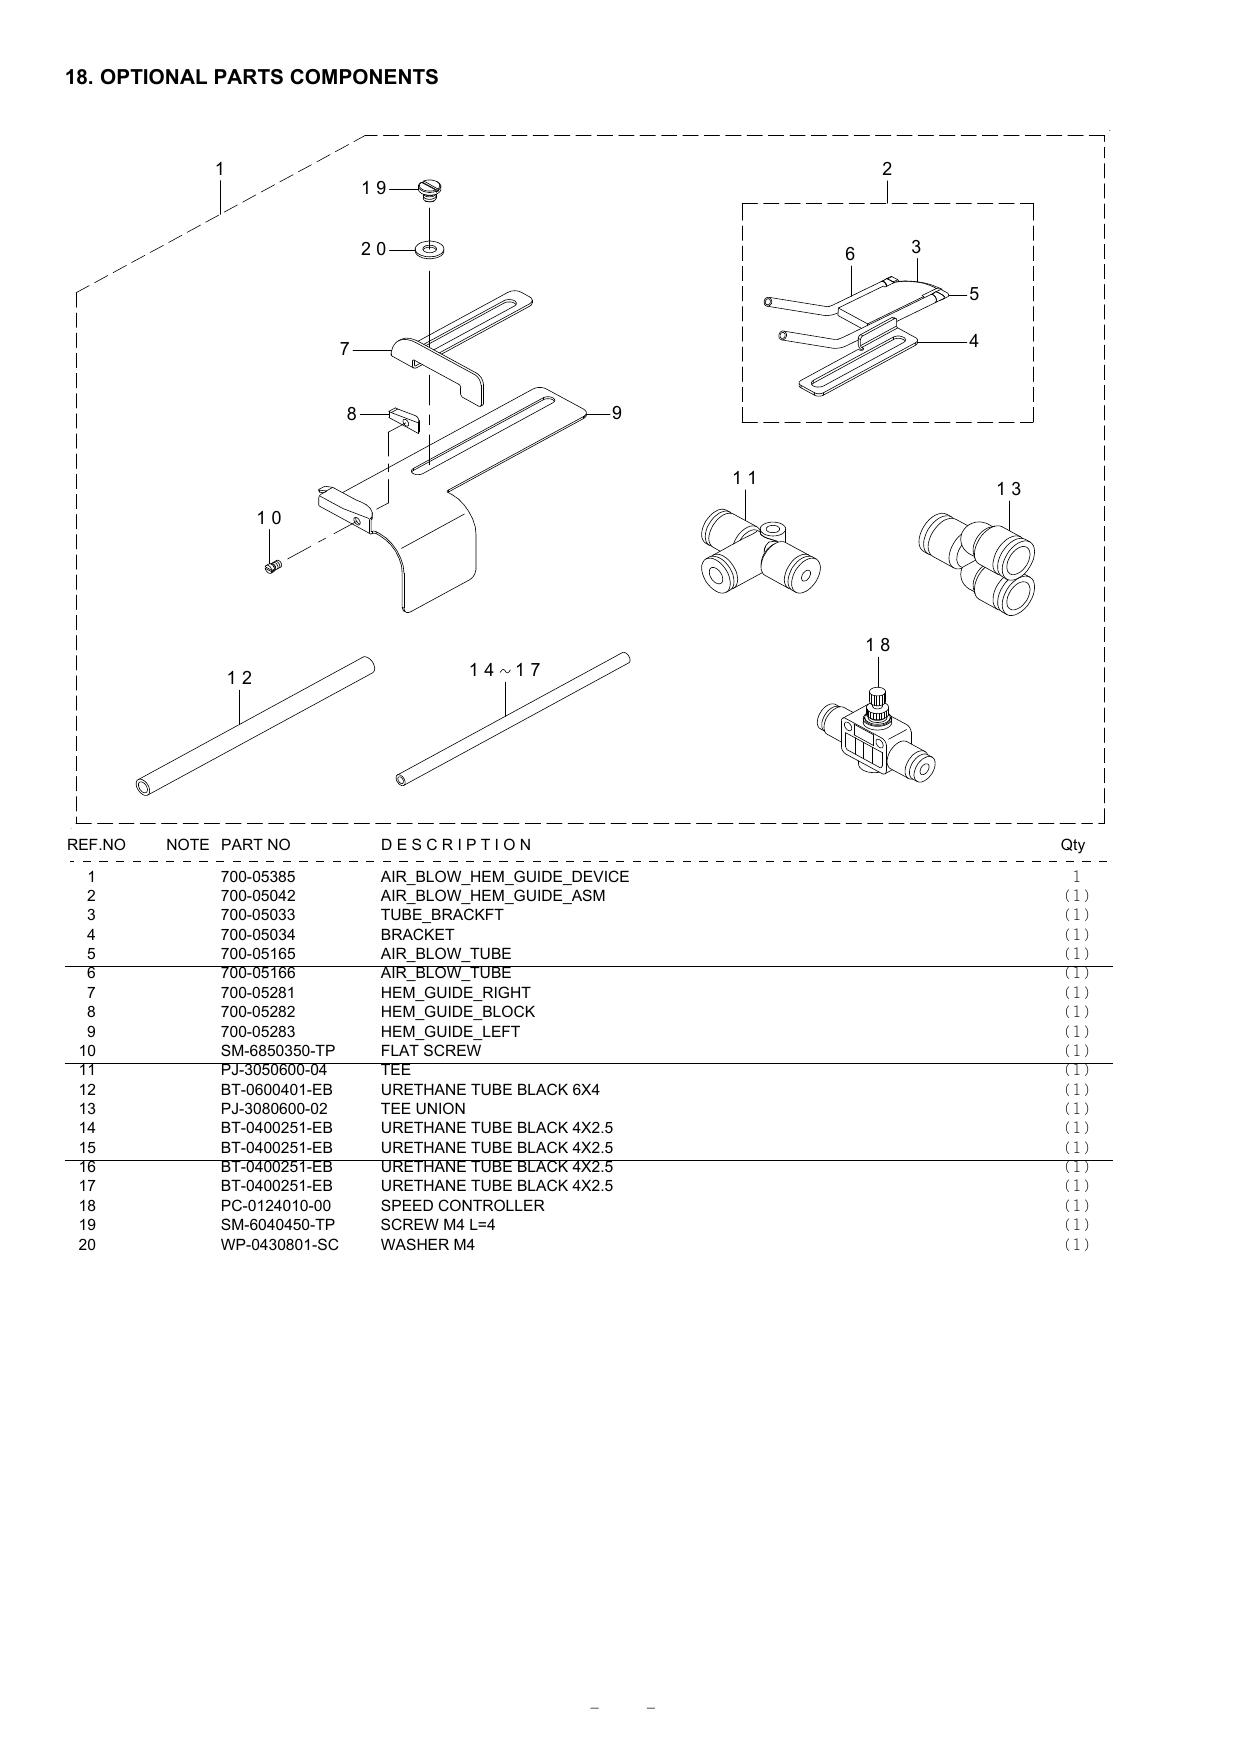 18. OPTIONAL PARTS COMPONENTS
1
2
19
20
6
3
5
7
4
8
9
11
13
10
18
12
14~17
REF.NO NOTE PART NO DESCRIPTION Qty
1 700-05385 AIR_BLOW_HEM_GUIDE_DEVICE 1
2 700-05042 AIR_BLOW_HEM_GUIDE_ASM (1)
3 700-05033 TUBE_BRACKFT (1)
4 700-05034 BRACKET (1)
5 700-05165 AIR_BLOW_TUBE (1)
6 700-05166 AIR_BLOW_TUBE (1)
7 700-05281 HEM_GUIDE_RIGHT (1)
8 700-05282 HEM_GUIDE_BLOCK (1)
9 700-05283 HEM_GUIDE_LEFT (1)
10 SM-6850350-TP FLAT SCREW (1)
11 PJ-3050600-04 TEE (1)
12 BT-0600401-EB URETHANE TUBE BLACK 6X4 (1)
13 PJ-3080600-02 TEE UNION (1)
14 BT-0400251-EB URETHANE TUBE BLACK 4X2.5 (1)
15 BT-0400251-EB URETHANE TUBE BLACK 4X2.5 (1)
16 BT-0400251-EB URETHANE TUBE BLACK 4X2.5 (1)
17 BT-0400251-EB URETHANE TUBE BLACK 4X2.5 (1)
18 PC-0124010-00 SPEED CONTROLLER (1)
19 SM-6040450-TP SCREW M4 L=4 (1)
20 WP-0430801-SC WASHER M4 (1)
– –